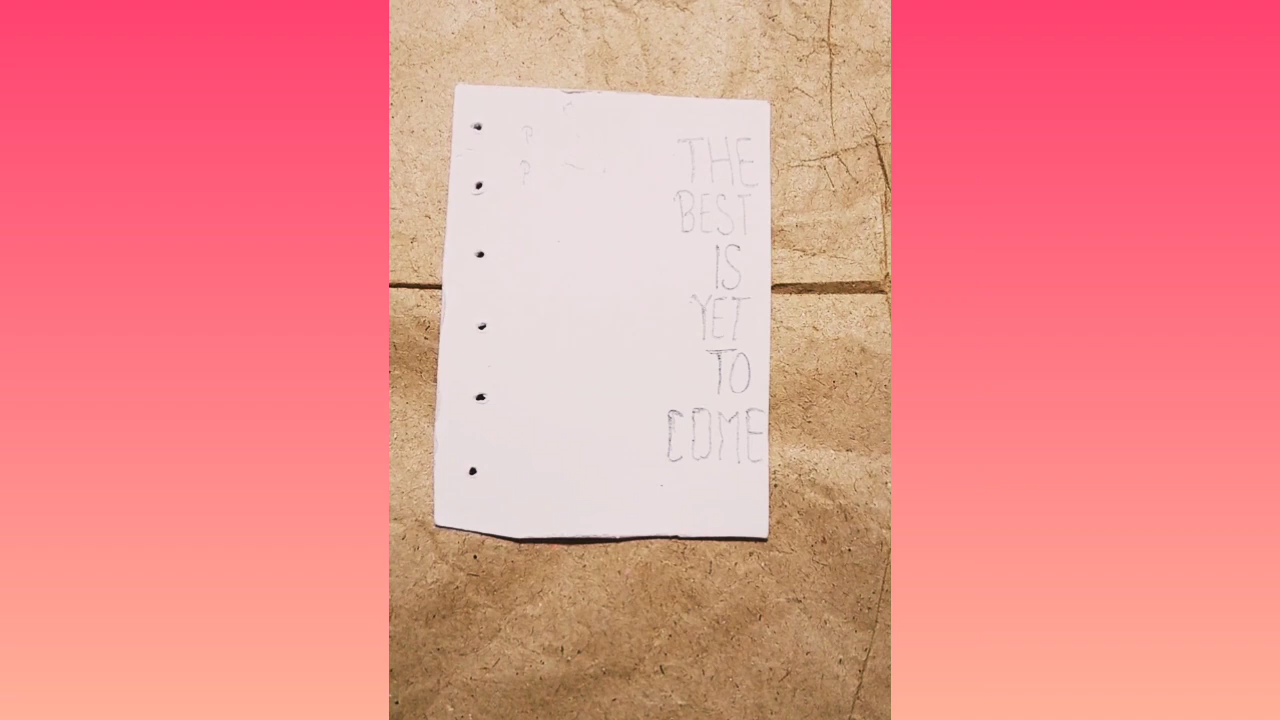 THE
BEST
IS
YET
TO
COME